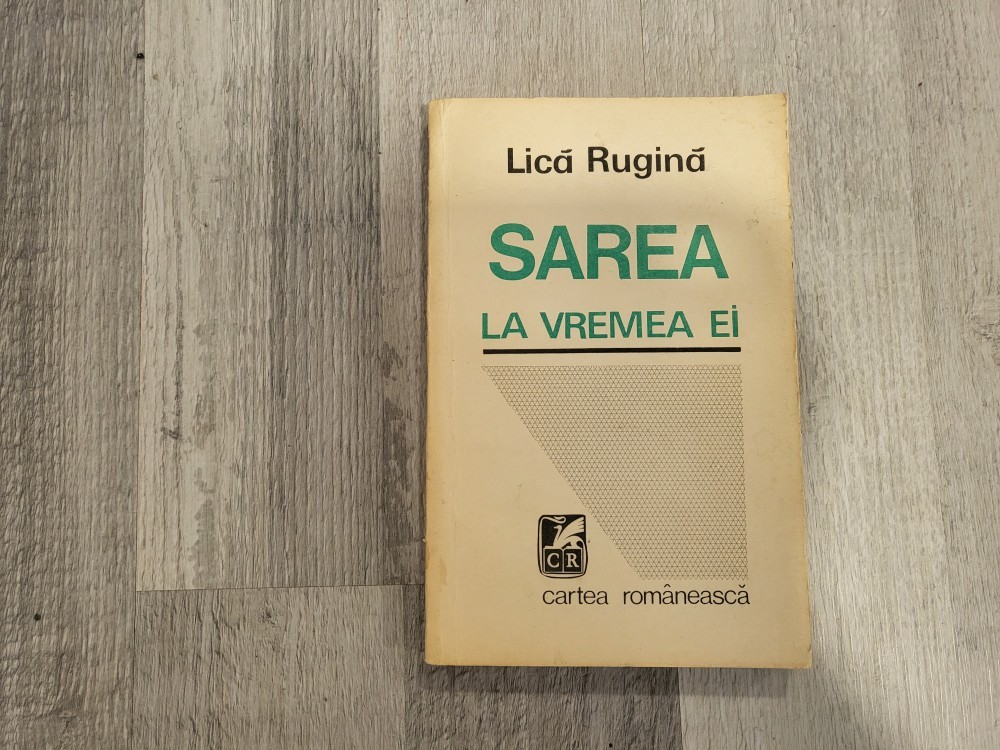 Lică Rugină
SAREA
LA VREMEA Ei
CR
cartea românească